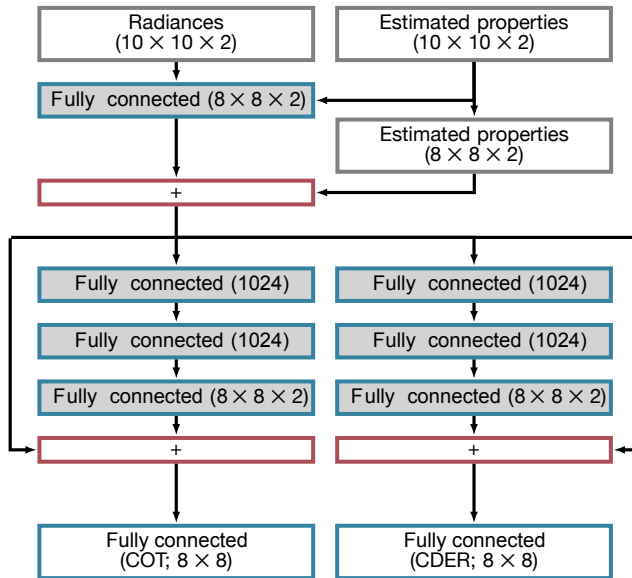 Radiances
(10 × 10 × 2)
Estimated properties
(10 × 10 × 2)
Fully connected (8 × 8 × 2)
Estimated properties
(8 × 8 × 2)
+
Fully connected (1024)
Fully connected (1024)
Fully connected (1024)
Fully connected (1024)
Fully connected (8 × 8 × 2)
Fully connected (8 × 8 × 2)
+
+
Fully connected
(COT; 8 × 8)
Fully connected
(CDER; 8 × 8)